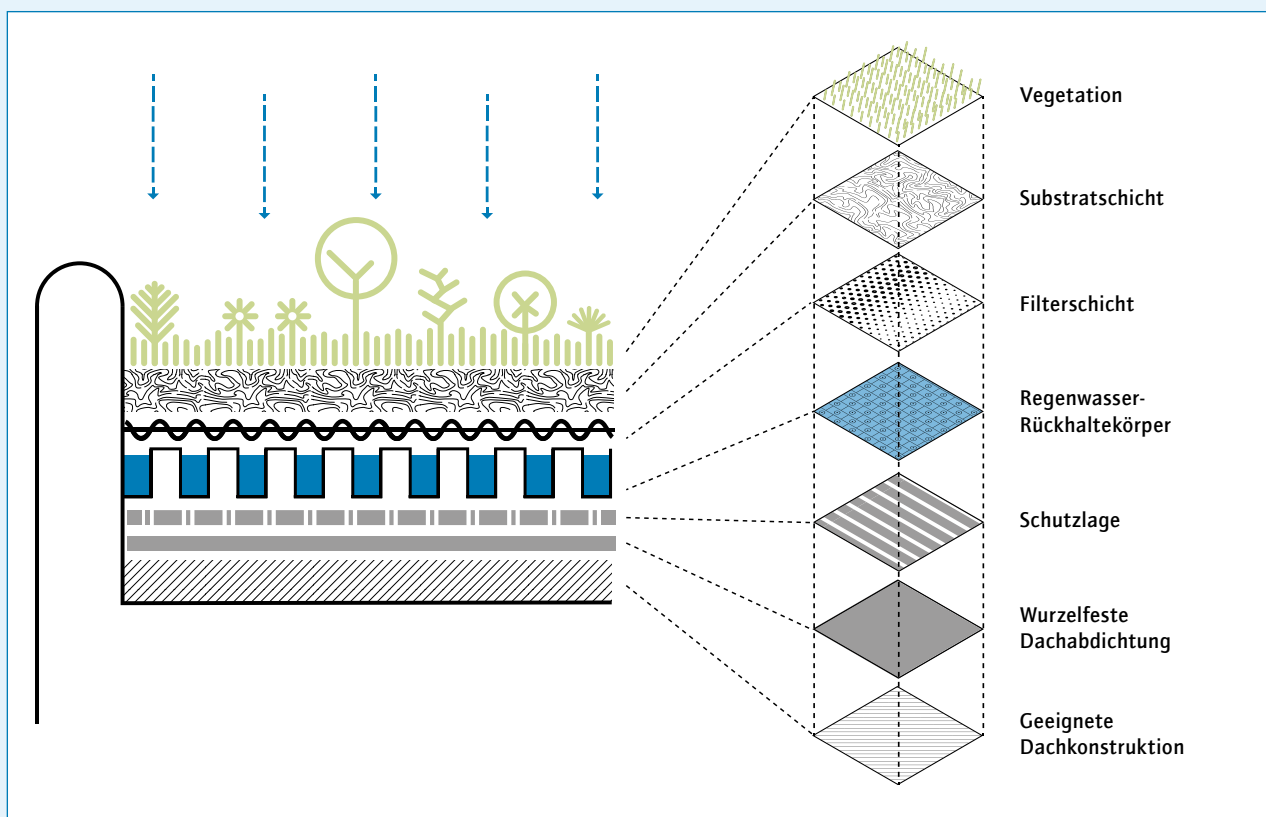 Vegetation
Substratschicht
Filterschicht
Regenwasser-
Rückhaltekörper
Schutzlage
Wurzelfeste
Dachabdichtung
Geeignete
Dachkonstruktion